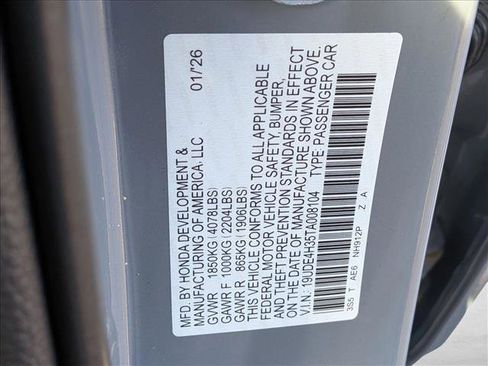 MFD. BY HONDA DEVELOPMENT &
MANUFACTURING OF AMERICA, LLC 01/26
GVWR 1850KG(4078LBS)
GAWR F 1000KG(2204LBS)
GAWR R 865KG(1906LBS)
THIS VEHICLE CONFORMS TO ALL APPLICABLE
FEDERAL MOTOR VEHICLE SAFETY, BUMPER,
AND THEFT PREVENTION STANDARDS IN EFFECT
ON THE DATE OF MANUFACTURE SHOWN ABOVE.
V.I.N.: 19UDE4H35TA008104 TYPE: PASSENGER CAR
3S5 T AE6 NH912P Z A